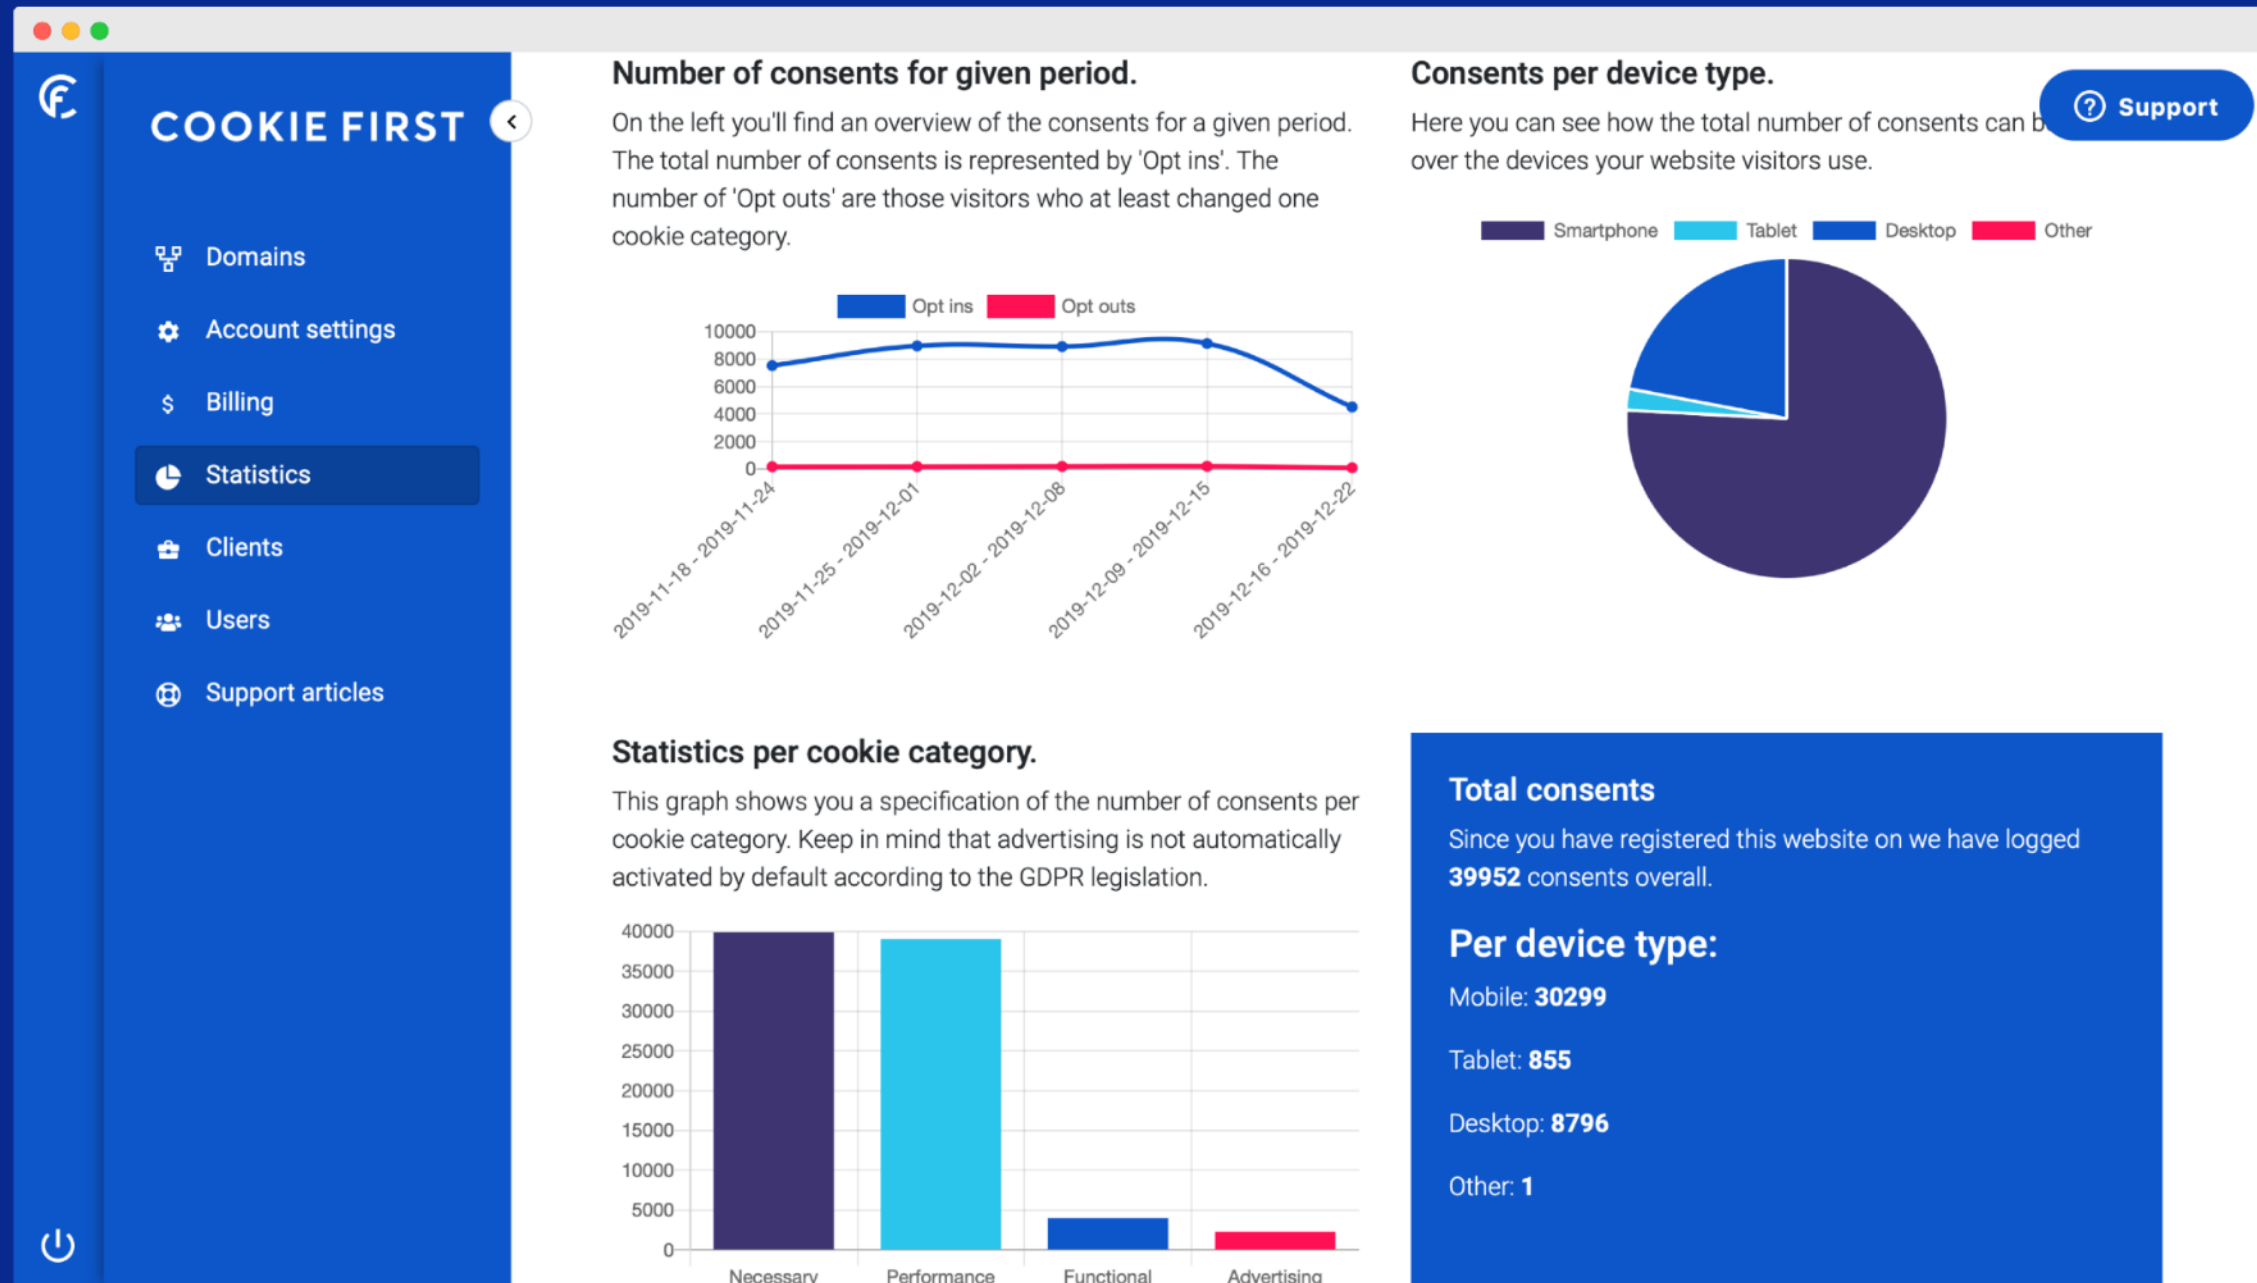 COOKIE FIRST
Domains
Account settings
Billing
Statistics
Clients
Users
Support articles
Number of consents for given period.
On the left you'll find an overview of the consents for a given period.
The total number of consents is represented by 'Opt ins'. The
number of 'Opt outs' are those visitors who at least changed one
cookie category.
Opt ins Opt outs
10000
8000
6000
4000
2000
0
2019-11-18 - 2019-11-24
2019-11-25 - 2019-12-01
2019-12-02 - 2019-12-08
2019-12-09 - 2019-12-15
2019-12-16 - 2019-12-22
Consents per device type.
Here you can see how the total number of consents can
over the devices your website visitors use.
Support
Smartphone Tablet Desktop Other
Statistics per cookie category.
This graph shows you a specification of the number of consents per
cookie category. Keep in mind that advertising is not automatically
activated by default according to the GDPR legislation.
40000
35000
30000
25000
20000
15000
10000
5000
0
Necessary Performance Functional Advertising
Total consents
Since you have registered this website on we have logged
39952 consents overall.
Per device type:
Mobile: 30299
Tablet: 855
Desktop: 8796
Other: 1